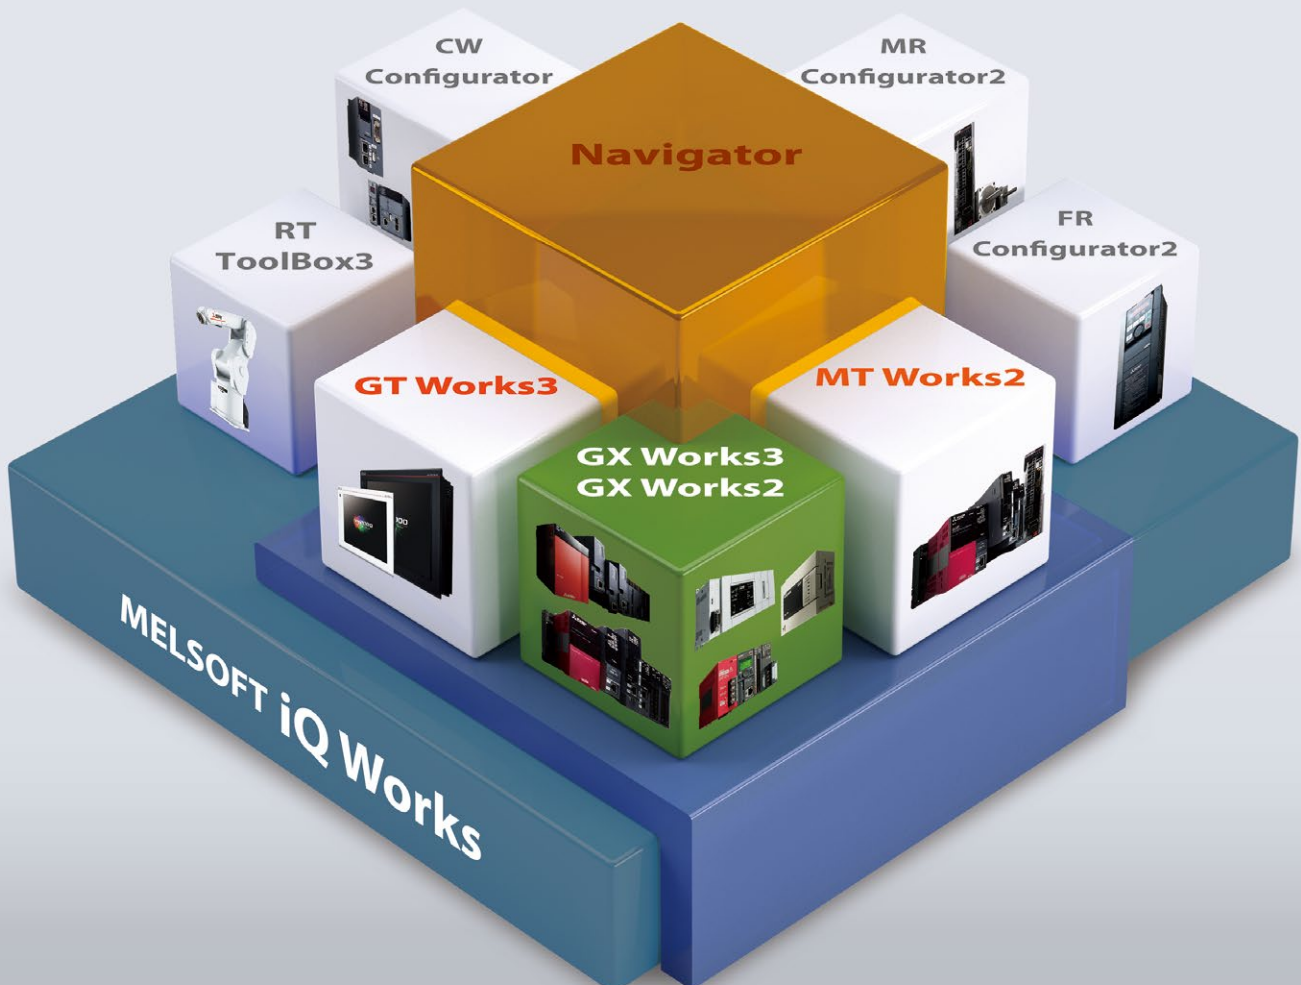 CW
Configurator
MR
Configurator2
Navigator
RT
ToolBox3
FR
Configurator2
GT Works3
MT Works2
GX Works3
GX Works2
MELSOFT iQ Works